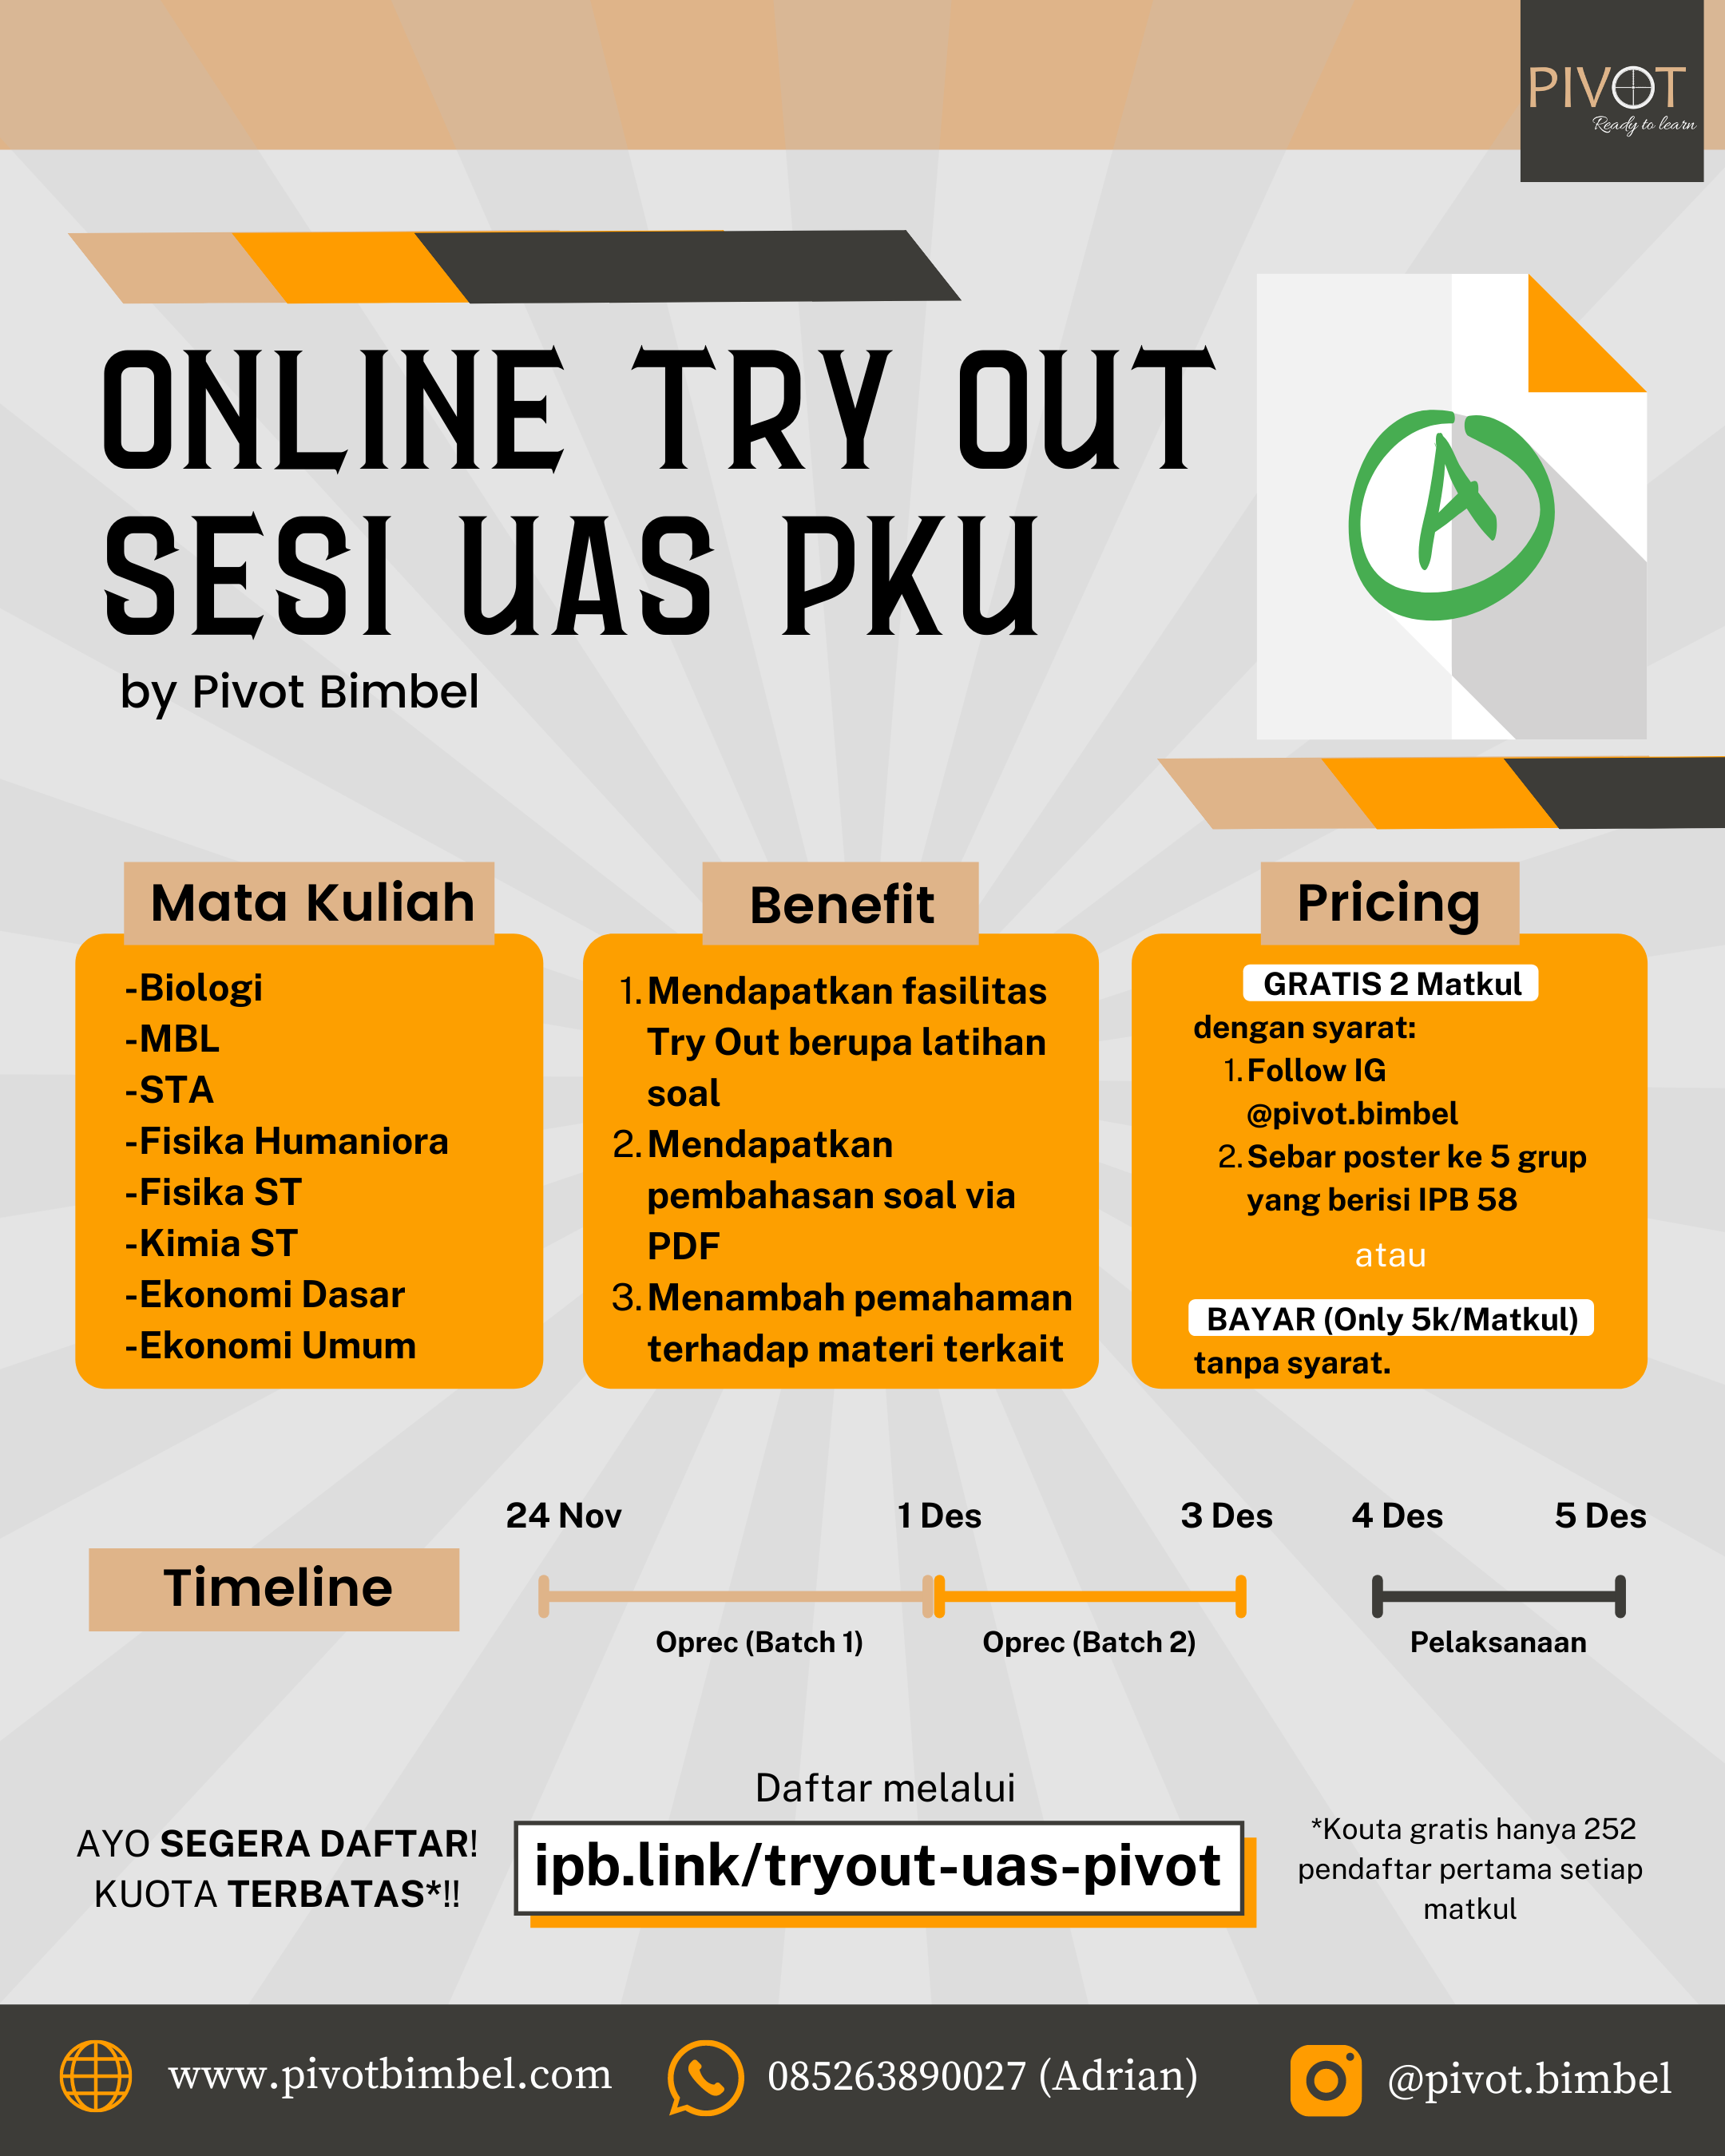 PIVOT
Ready to learn
ONLINE TRY OUT
SESI UAS PKU
by Pivot Bimbel
A
Mata Kuliah
-Biologi
-MBL
-STA
-Fisika Humaniora
-Fisika ST
-Kimia ST
-Ekonomi Dasar
-Ekonomi Umum
Benefit
1. Mendapatkan fasilitas
Try Out berupa latihan
soal
2. Mendapatkan
pembahasan soal via
PDF
3. Menambah pemahaman
terhadap materi terkait
Pricing
GRATIS 2 Matkul
dengan syarat:
1. Follow IG
@pivot.bimbel
2. Sebar poster ke 5 grup
yang berisi IPB 58
atau
BAYAR (Only 5k/Matkul)
tanpa syarat.
Timeline
24 Nov 1 Des 3 Des 4 Des 5 Des
Oprec (Batch 1) Oprec (Batch 2) Pelaksanaan
AYO SEGERA DAFTAR!
KUOTA TERBATAS*!!
Daftar melalui
ipb.link/tryout-uas-pivot
*Kouta gratis hanya 252
pendaftar pertama setiap
matkul
www.pivotbimbel.com
085263890027 (Adrian)
@pivot.bimbel